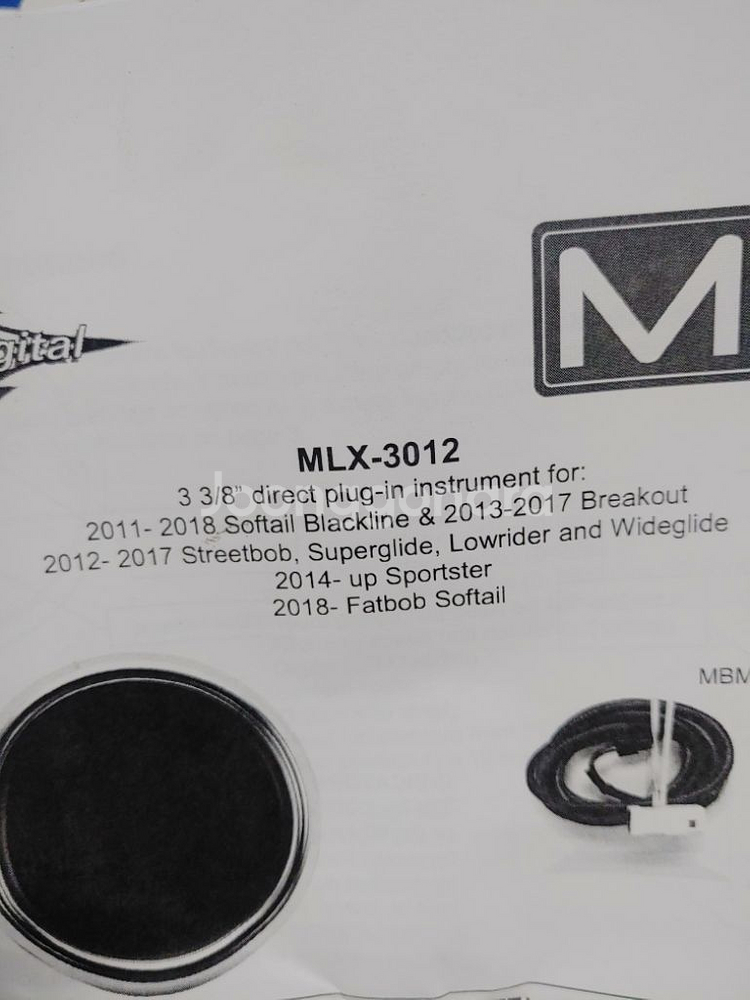 gital
M
MLX-3012
3 3/8" direct plug-in instrument for:
2011- 2018 Softail Blackline & 2013-2017 Breakout
2012- 2017 Streetbob, Superglide, Lowrider and Wideglide
2014- up Sportster
2018- Fatbob Softail
MBM
Joonggonara